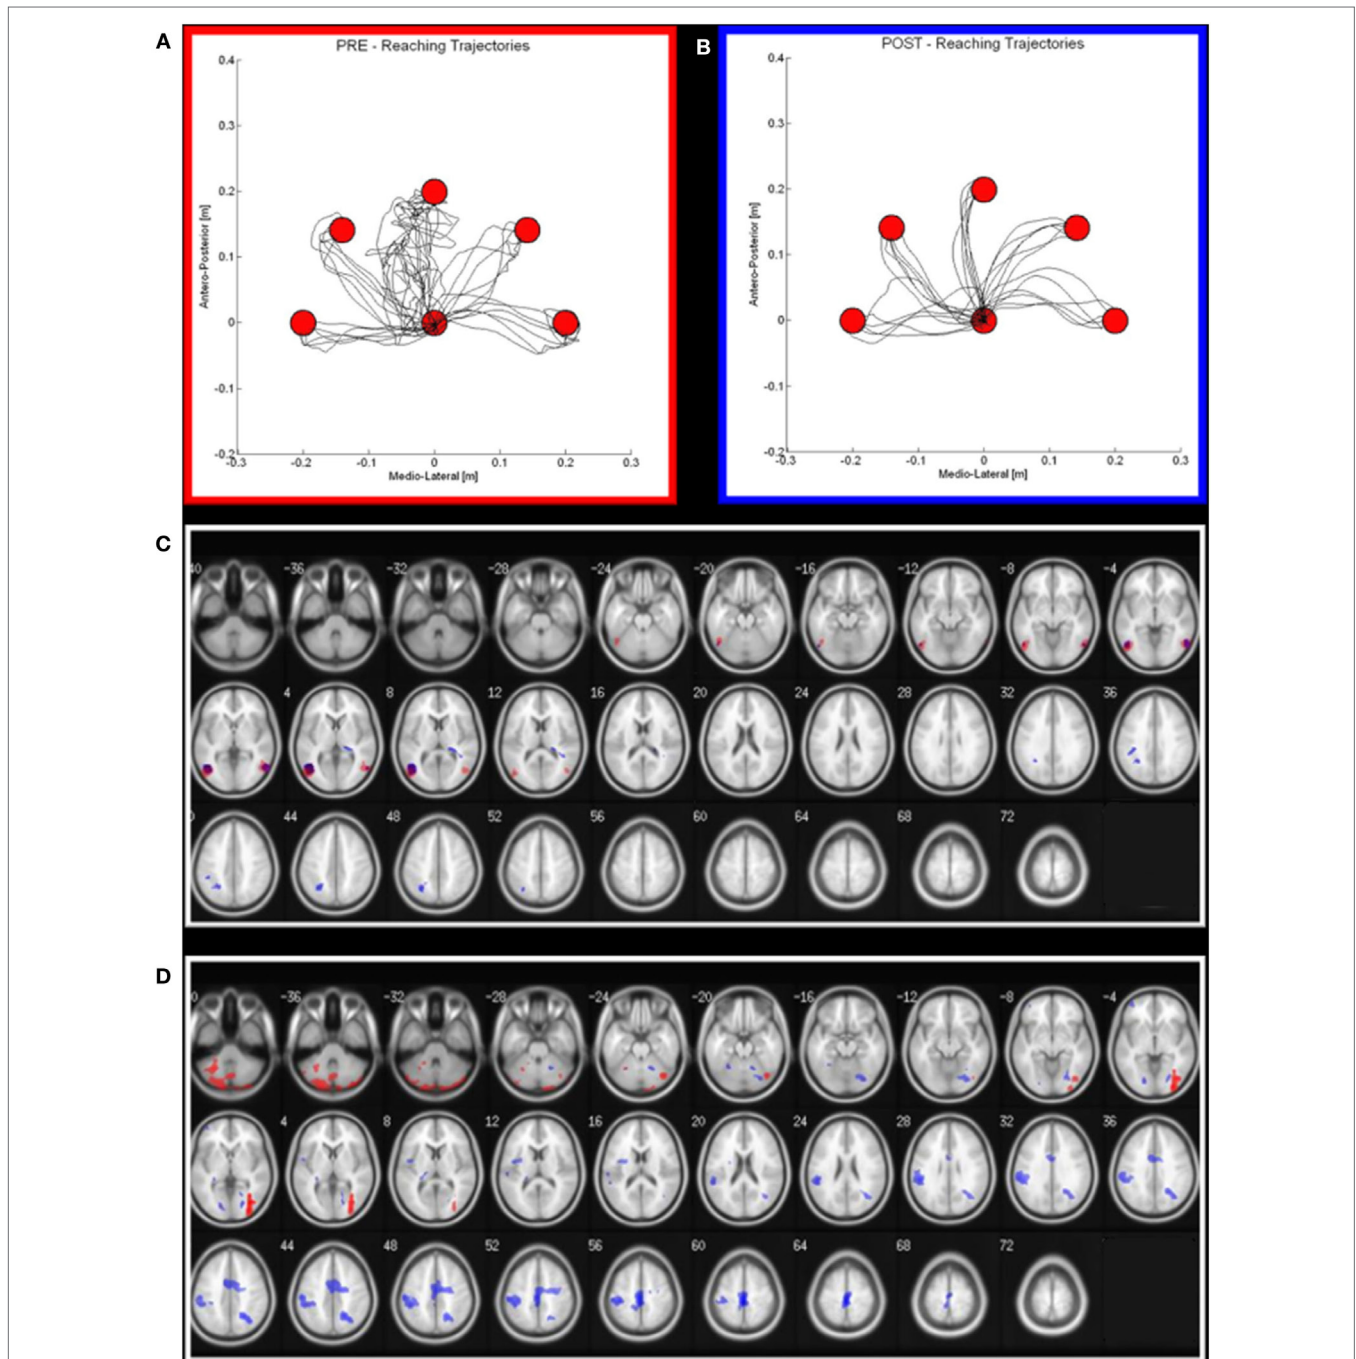 A
PRE - Reaching Trajectories
0.4
0.3
0.2
0.1
0
-0.1
-0.2
Antero-Posterior [m]
-0.3 -0.2 -0.1 0 0.1 0.2 0.3
Medio-Lateral [m]
B
POST - Reaching Trajectories
0.4
0.3
0.2
0.1
0
-0.1
-0.2
Antero-Posterior [m]
-0.3 -0.2 -0.1 0 0.1 0.2 0.3
Medio-Lateral [m]
C
40 -36 -32 -28 -24 -20 -16 -12 -8 -4
4 8 12 16 20 24 28 32 36
44 48 52 56 60 64 68 72
D
0 -36 -32 -28 -24 -20 -16 -12 -8 -4
4 8 12 16 20 24 28 32 36
44 48 52 56 60 64 68 72